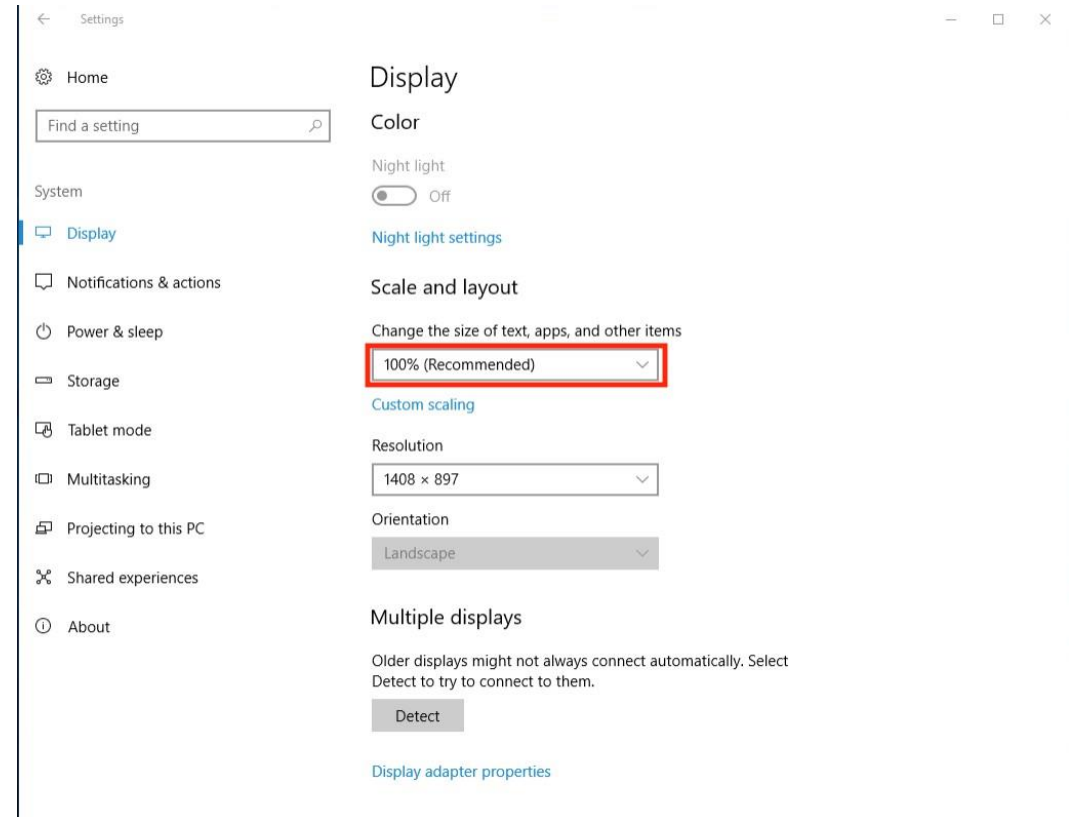 Settings
Home
Find a setting
System
Display
Notifications & actions
Power & sleep
Storage
Tablet mode
Multitasking
Projecting to this PC
Shared experiences
About
Display
Color
Night light
Off
Night light settings
Scale and layout
Change the size of text, apps, and other items
100% (Recommended)
Custom scaling
Resolution
1408 × 897
Orientation
Landscape
Multiple displays
Older displays might not always connect automatically. Select
Detect to try to connect to them.
Detect
Display adapter properties